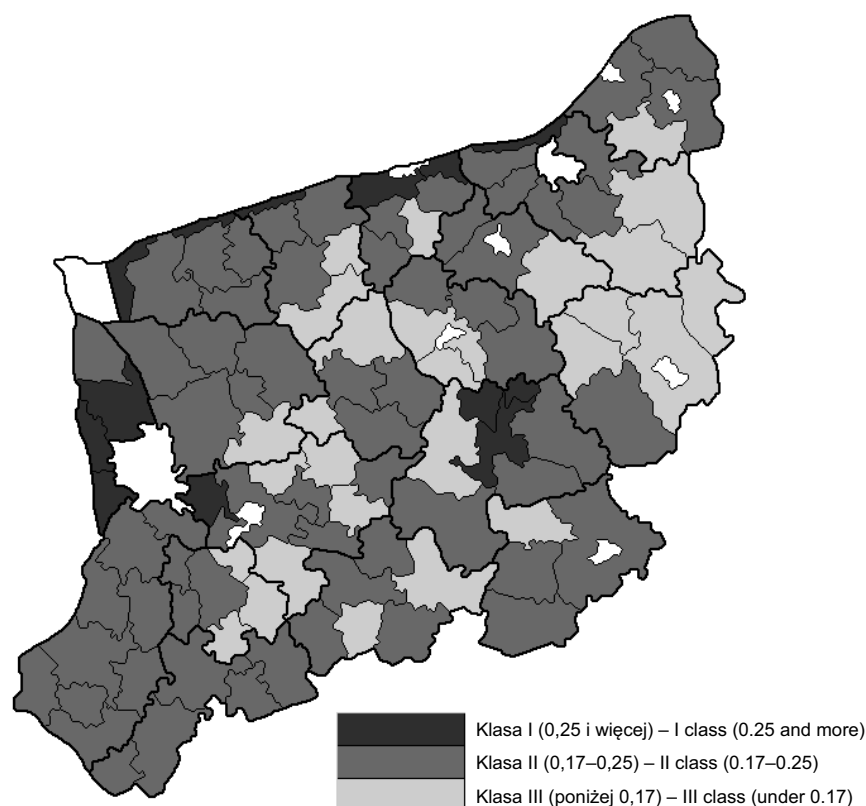 Klasa I (0,25 i więcej) – I class (0.25 and more)
Klasa II (0,17–0,25) – II class (0.17–0.25)
Klasa III (poniżej 0,17) – III class (under 0.17)